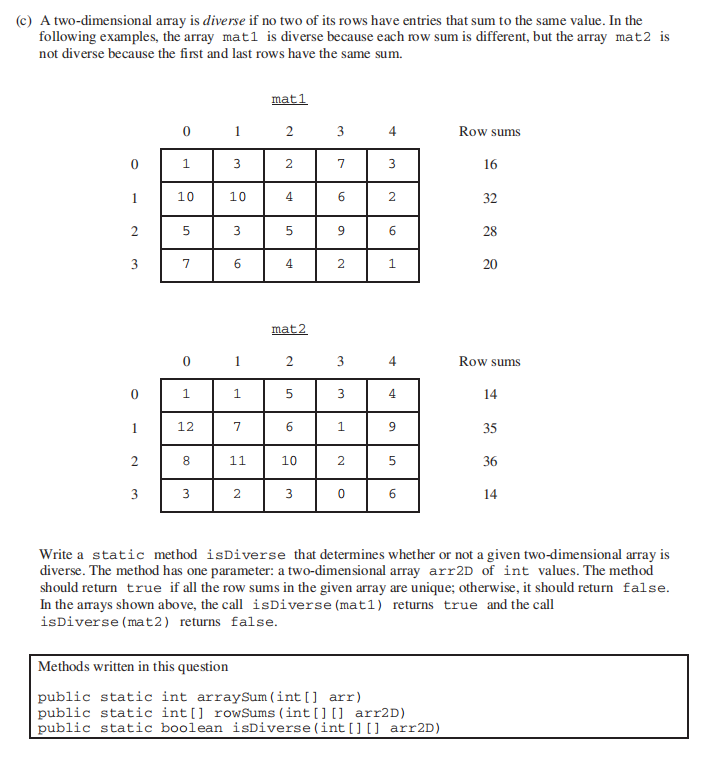 (c) A two-dimensional array is diverse if no two of its rows have entries that sum to the same value. In the
following examples, the array mat1 is diverse because each row sum is different, but the array mat2 is
not diverse because the first and last rows have the same sum.
mat1
0 1 2 3 4 Row sums
0 1 3 2 7 3 16
1 10 10 4 6 2 32
2 5 3 5 9 6 28
3 7 6 4 2 1 20
mat2
0 1 2 3 4 Row sums
0 1 1 5 3 4 14
1 12 7 6 1 9 35
2 8 11 10 2 5 36
3 3 2 3 0 6 14
Write a static method isDiverse that determines whether or not a given two-dimensional array is
diverse. The method has one parameter: a two-dimensional array arr2D of int values. The method
should return true if all the row sums in the given array are unique; otherwise, it should return false.
In the arrays shown above, the call isDiverse(mat1) returns true and the call
isDiverse(mat2) returns false.
Methods written in this question
public static int arraySum(int[] arr)
public static int[] rowSums(int[][] arr2D)
public static boolean isDiverse(int[][] arr2D)